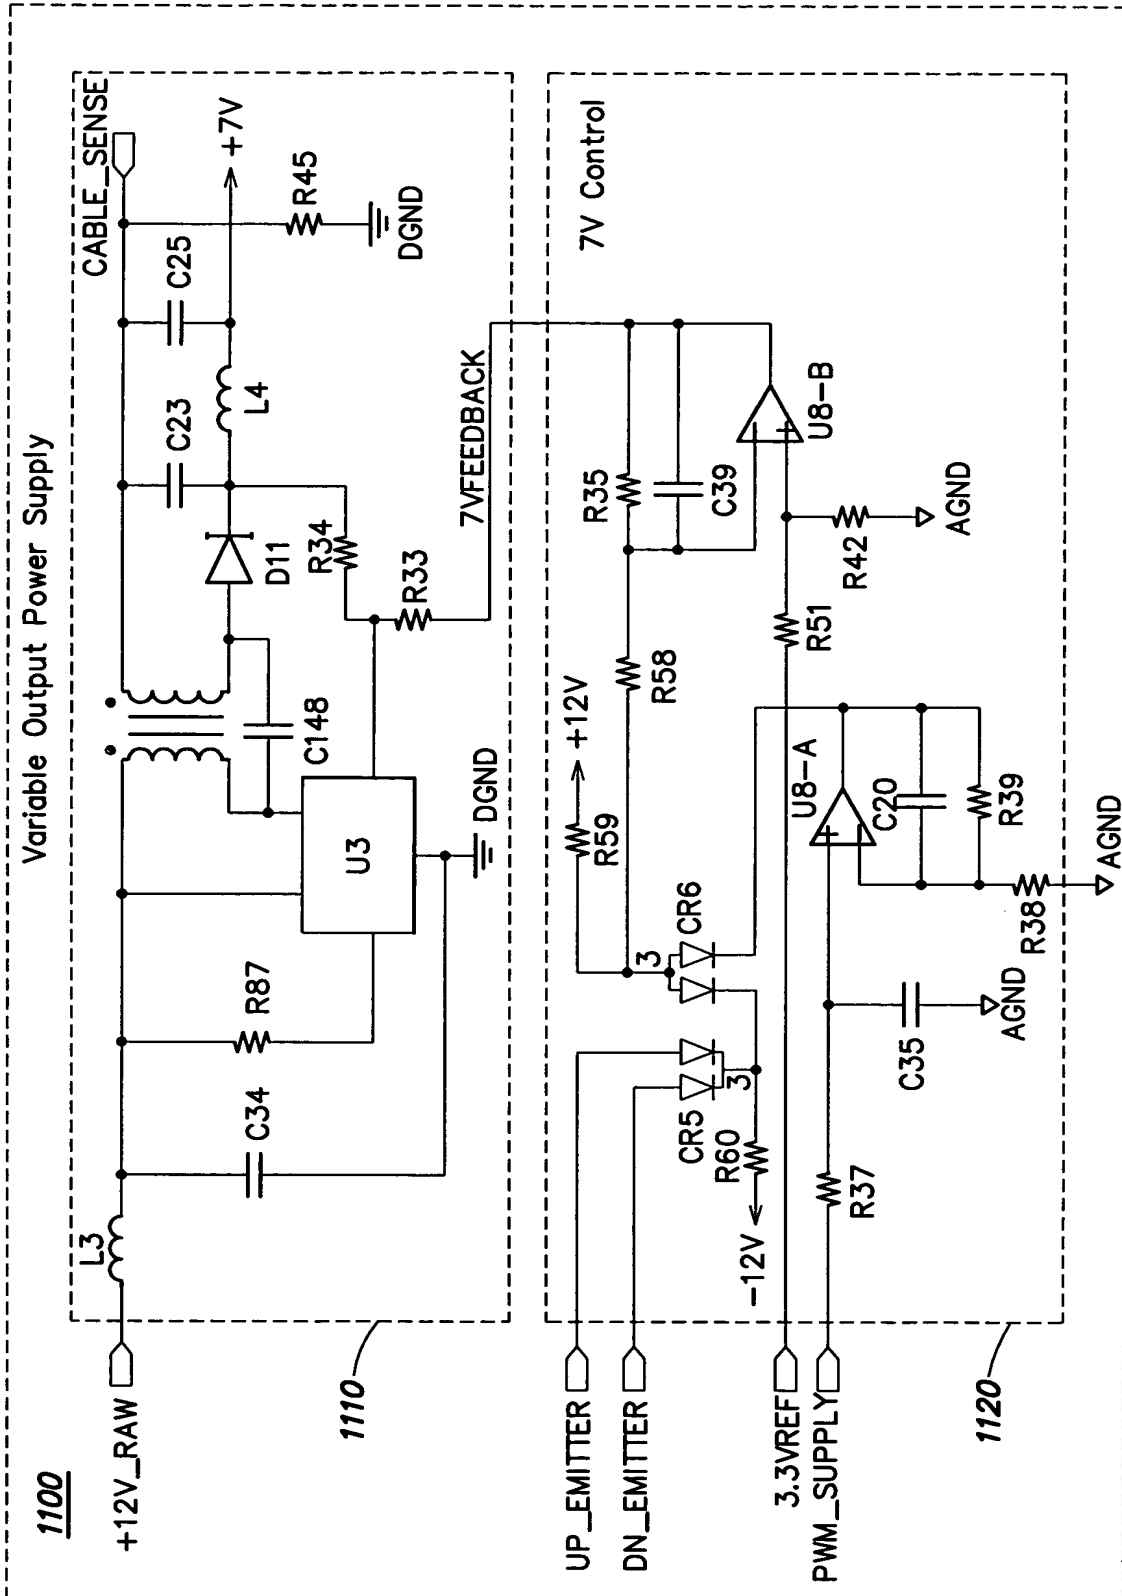 1100
Variable Output Power Supply
+12V_RAW
L3
C34
R87
U3
DGND
C148
D11
R34
R33
C23
L4
C25
CABLE_SENSE
+7V
R45
DGND
7VFEEDBACK
1110
7V Control
UP_EMITTER
DN_EMITTER
3.3VREF
PWM_SUPPLY
CR5
3
R60
-12V
3
CR6
R59
+12V
R58
R35
C39
U8-B
R51
R42
AGND
R37
C35
AGND
U8-A
C20
R39
R38
AGND
1120